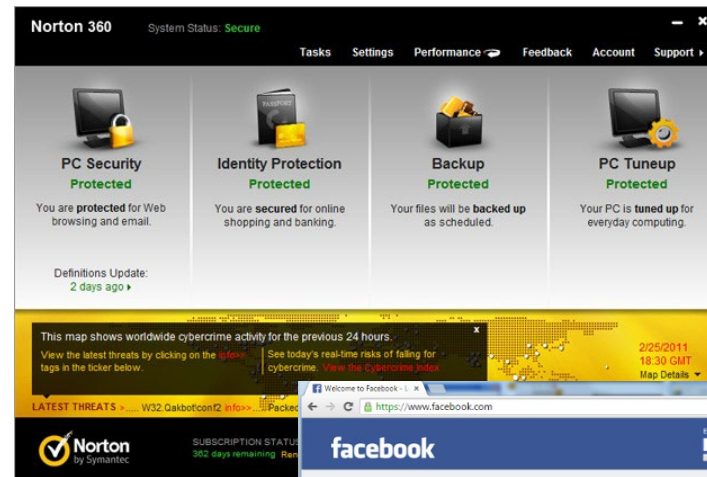 Norton 360 System Status: Secure
Tasks Settings Performance Feedback Account Support
PC Security
Protected
You are protected for Web
browsing and email.
Definitions Update:
2 days ago
Identity Protection
Protected
You are secured for online
shopping and banking.
Backup
Protected
Your files will be backed up
as scheduled.
PC Tuneup
Protected
Your PC is tuned up for
everyday computing.
This map shows worldwide cybercrime activity for the previous 24 hours. x
View the latest threats by clicking on the info>>
tags in the ticker below.
See today's real-time risks of falling for
cybercrime. View the Cybercrime Index
2/25/2011
18:30 GMT
Map Details
LATEST THREATS >..... W32.Qakbot!conf2 info>>....Packed
Norton
by Symantec
SUBSCRIPTION STATUS
362 days remaining Ren
Welcome to Facebook - L
https://www.facebook.com
facebook